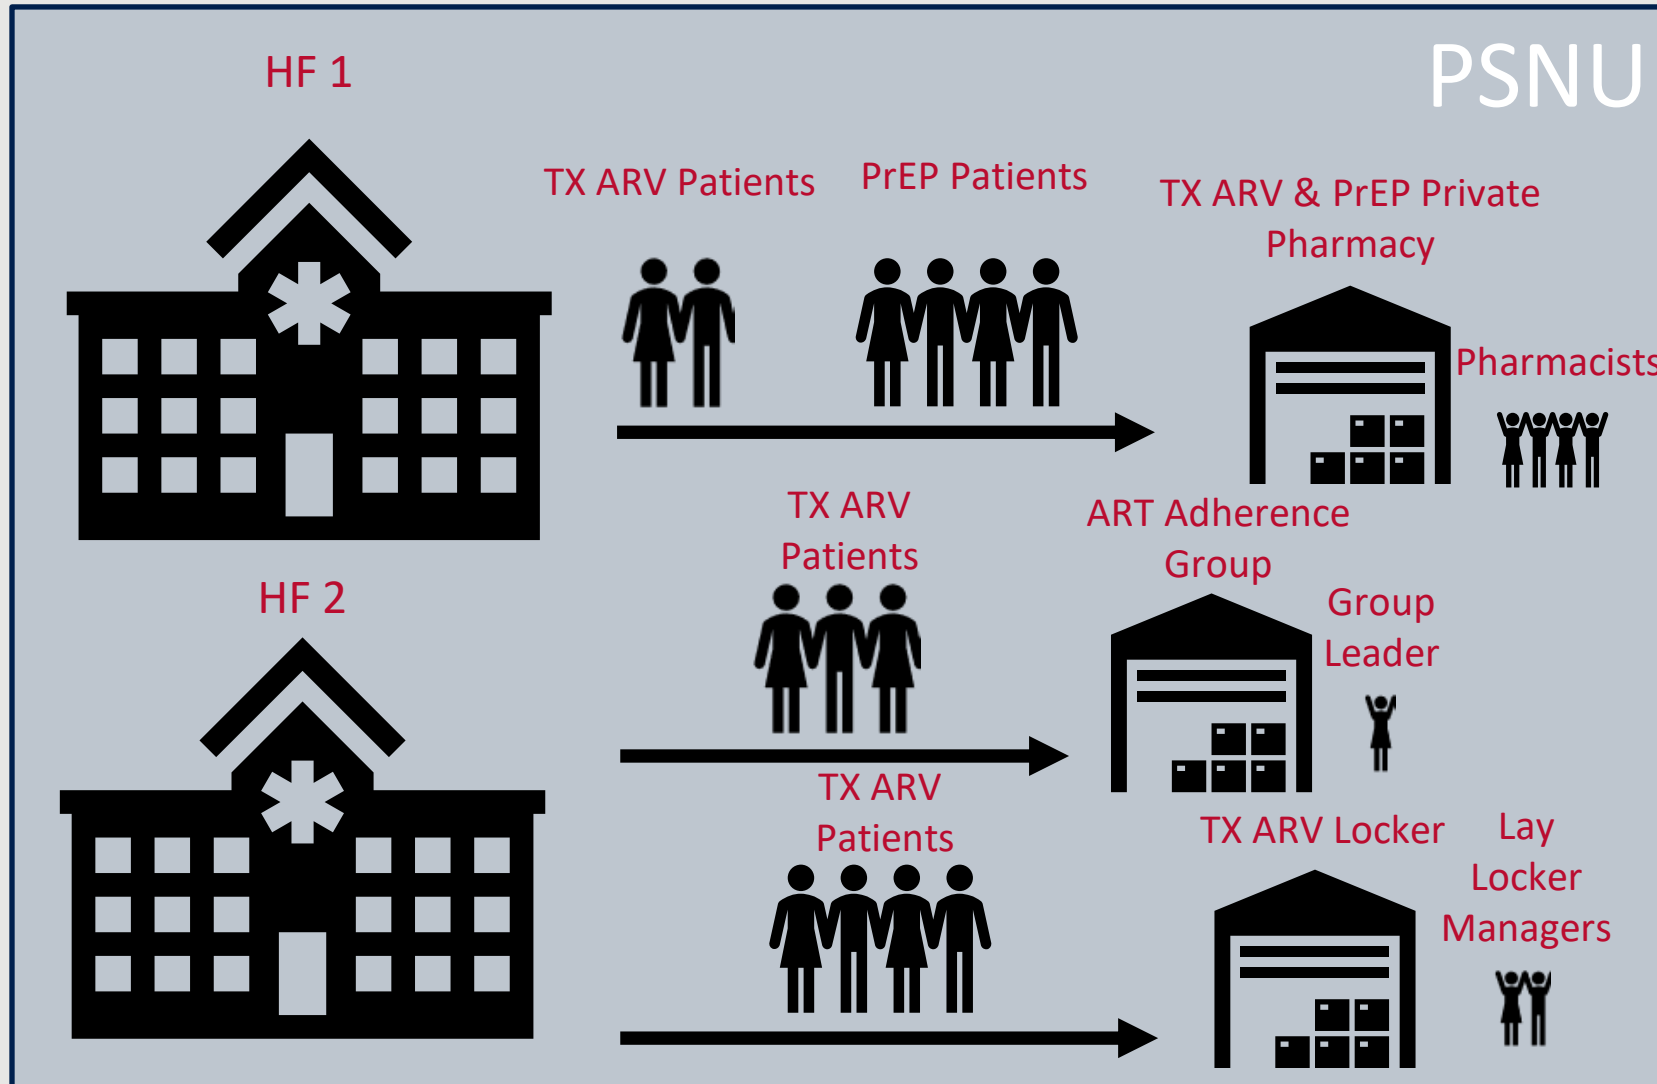 PSNU
HF 1
TX ARV Patients
PrEP Patients
TX ARV & PrEP Private
Pharmacy
Pharmacists
HF 2
TX ARV
Patients
ART Adherence
Group
Group
Leader
TX ARV
Patients
TX ARV Locker
Lay
Locker
Managers